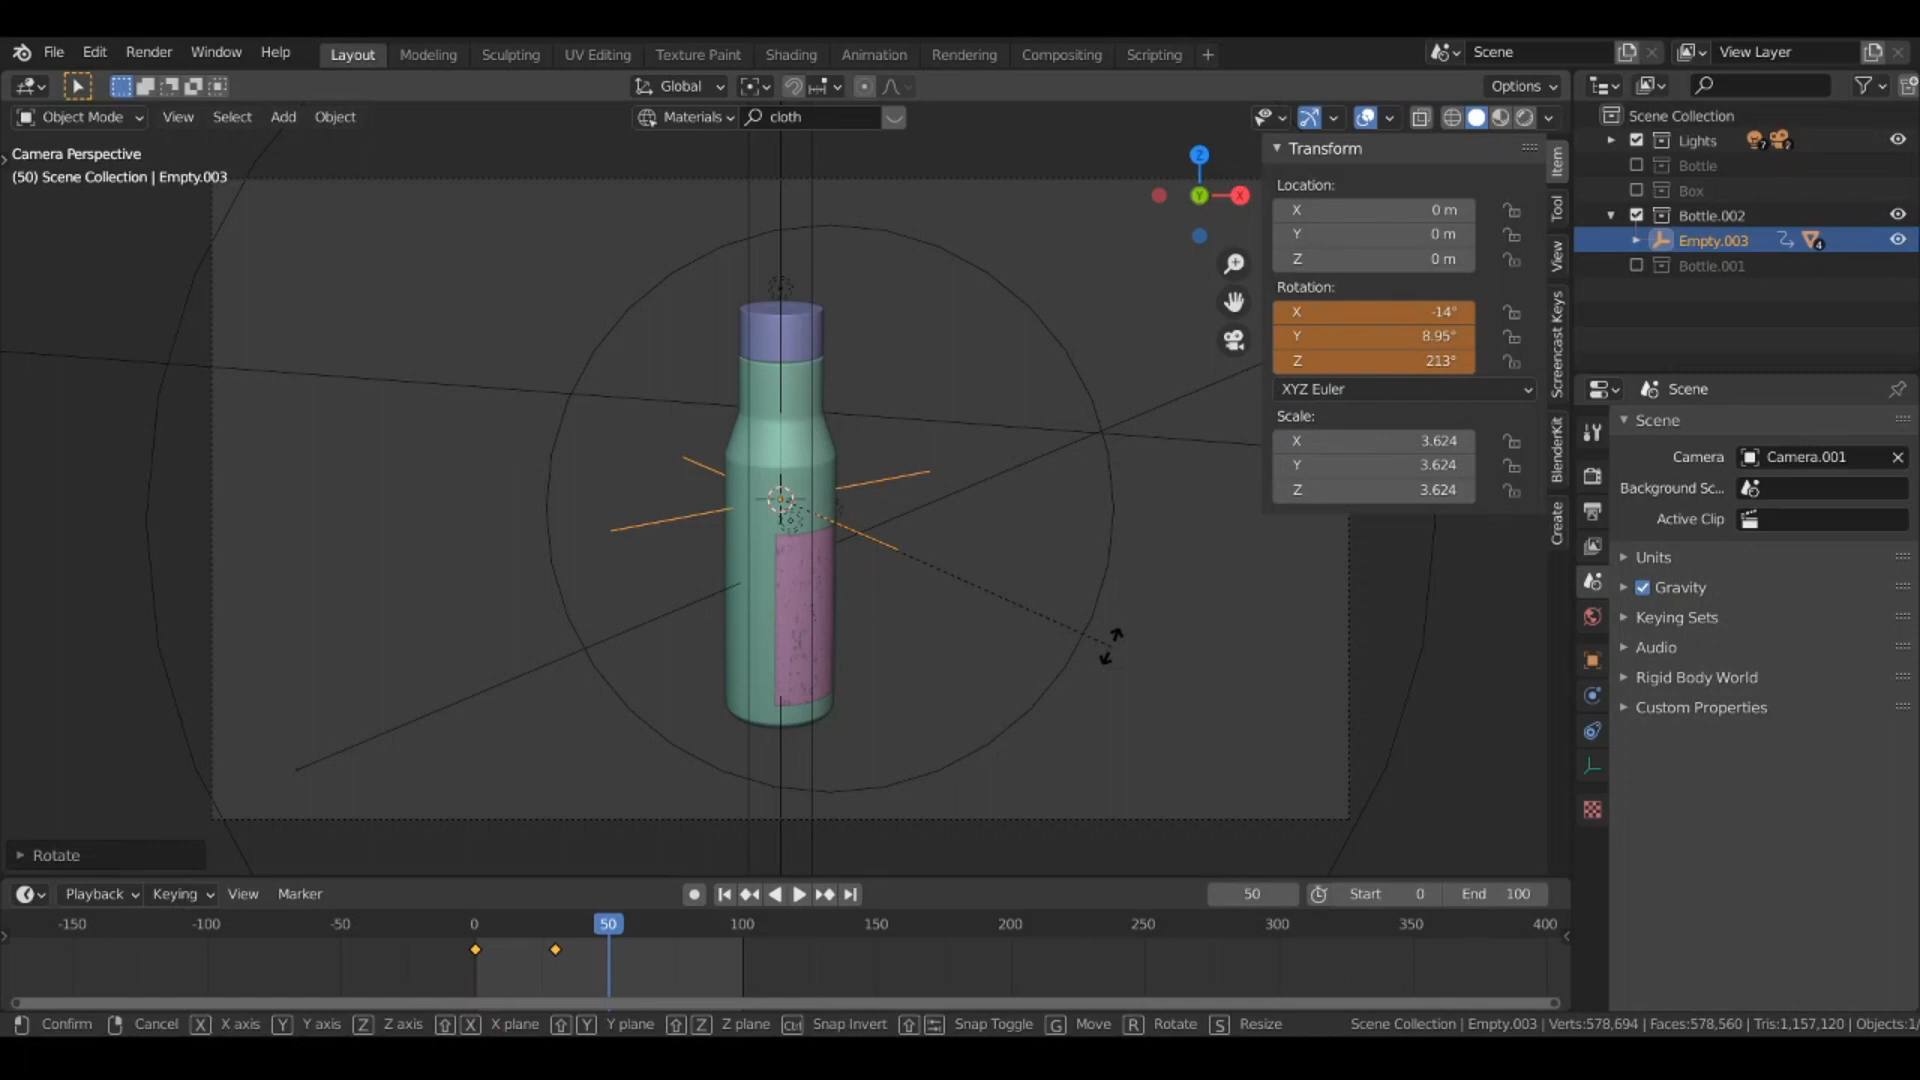 File Edit Render Window Help Layout Modeling Sculpting UV Editing Texture Paint Shading Animation Rendering Compositing Scripting + Scene View Layer
Global Options
Object Mode View Select Add Object Materials cloth
Camera Perspective
(50) Scene Collection | Empty.003
Z
Y
X
Transform
Location:
X 0 m
Y 0 m
Z 0 m
Rotation:
X -14°
Y 8.95°
Z 213°
XYZ Euler
Scale:
X 3.624
Y 3.624
Z 3.624
Item
Tool
View
Screencast Keys
BlenderKit
Create
Scene Collection
Lights 7 2
Bottle
Box
Bottle.002
Empty.003 4
Bottle.001
Scene
Scene
Camera Camera.001
Background Sc...
Active Clip
Units
Gravity
Keying Sets
Audio
Rigid Body World
Custom Properties
Rotate
Playback Keying View Marker 50 Start 0 End 100
-150 -100 -50 0 50 100 150 200 250 300 350 400
Confirm Cancel X X axis Y Y axis Z Z axis X X plane Y Y plane Z Z plane Ctrl Snap Invert Snap Toggle G Move R Rotate S Resize Scene Collection | Empty.003 | Verts:578,694 | Faces:578,560 | Tris:1,157,120 | Objects:1/